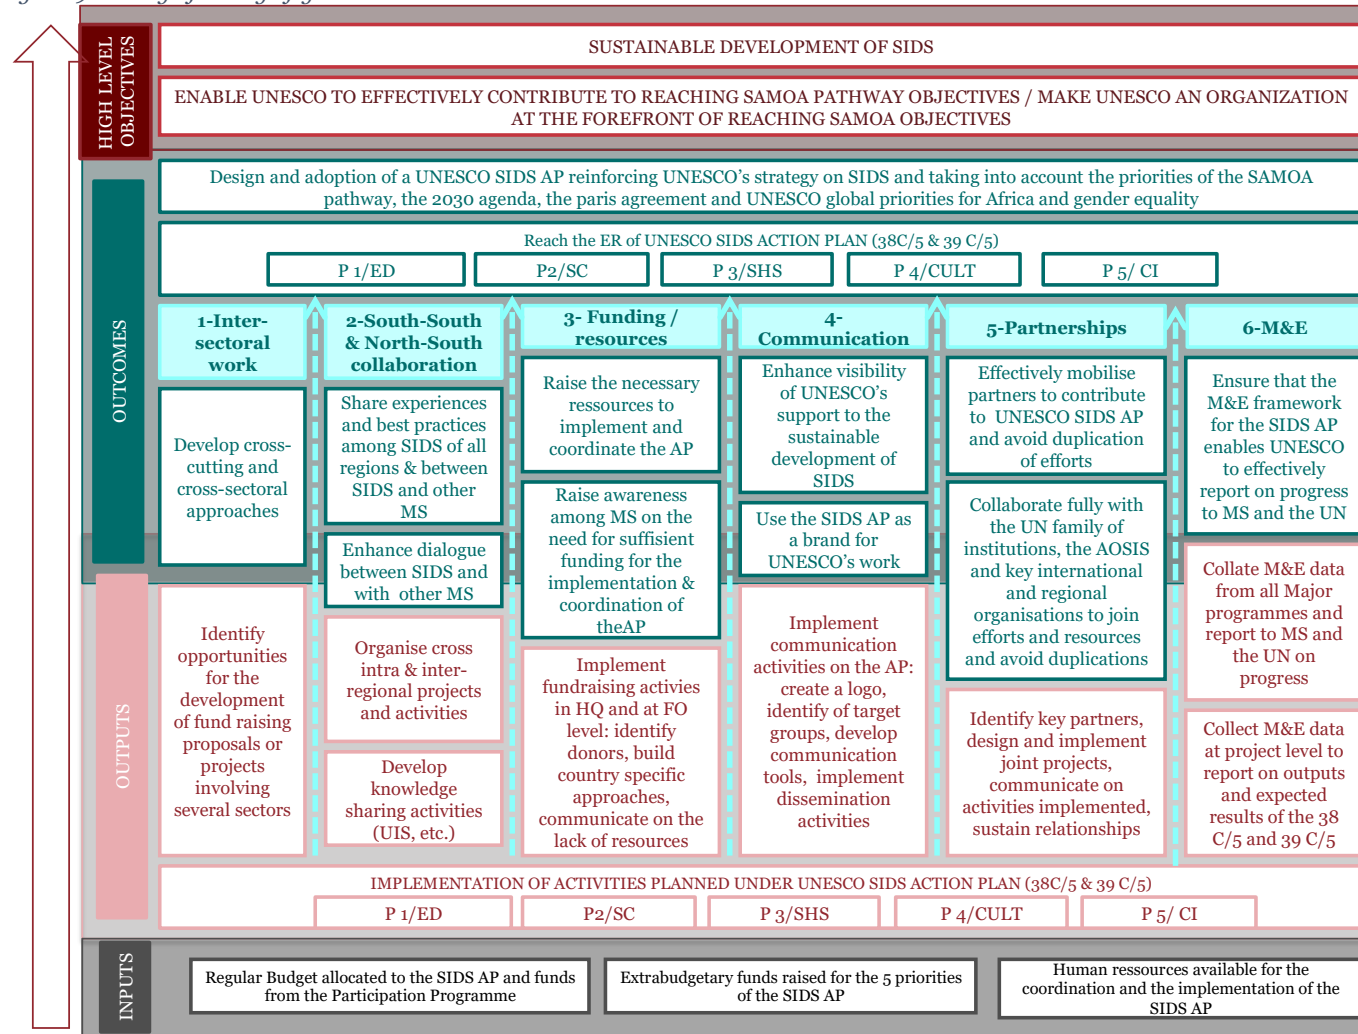 HIGH LEVEL
OBJECTIVES
SUSTAINABLE DEVELOPMENT OF SIDS
ENABLE UNESCO TO EFFECTIVELY CONTRIBUTE TO REACHING SAMOA PATHWAY OBJECTIVES / MAKE UNESCO AN ORGANIZATION
AT THE FOREFRONT OF REACHING SAMOA OBJECTIVES
OUTCOMES
Design and adoption of a UNESCO SIDS AP reinforcing UNESCO's strategy on SIDS and taking into account the priorities of the SAMOA
pathway, the 2030 agenda, the paris agreement and UNESCO global priorities for Africa and gender equality
Reach the ER of UNESCO SIDS ACTION PLAN (38C/5 & 39 C/5)
P 1/ED
P2/SC
P 3/SHS
P 4/CULT
P 5/ CI
1-Inter-
sectoral
work
Develop cross-
cutting and
cross-sectoral
approaches
2-South-South
& North-South
collaboration
Share experiences
and best practices
among SIDS of all
regions & between
SIDS and other
MS
Enhance dialogue
between SIDS and
with other MS
3- Funding /
resources
Raise the necessary
ressources to
implement and
coordinate the AP
Raise awareness
among MS on the
need for suffisient
funding for the
implementation &
coordination of
theAP
4-
Communication
Enhance visibility
of UNESCO's
support to the
sustainable
development of
SIDS
Use the SIDS AP as
a brand for
UNESCO's work
5-Partnerships
Effectively mobilise
partners to contribute
to UNESCO SIDS AP
and avoid duplication
of efforts
Collaborate fully with
the UN family of
institutions, the AOSIS
and key international
and regional
organisations to join
efforts and resources
and avoid duplications
6-M&E
Ensure that the
M&E framework
for the SIDS AP
enables UNESCO
to effectively
report on progress
to MS and the UN
OUTPUTS
Identify
opportunities
for the
development
of fund raising
proposals or
projects
involving
several sectors
Organise cross
intra & inter-
regional projects
and activities
Develop
knowledge
sharing activities
(UIS, etc.)
Implement
fundraising activies
in HQ and at FO
level: identify
donors, build
country specific
approaches,
communicate on the
lack of resources
Implement
communication
activities on the AP:
create a logo,
identify of target
groups, develop
communication
tools, implement
dissemination
activities
Identify key partners,
design and implement
joint projects,
communicate on
activities implemented,
sustain relationships
Collate M&E data
from all Major
programmes and
report to MS and
the UN on
progress
Collect M&E data
at project level to
report on outputs
and expected
results of the 38
C/5 and 39 C/5
IMPLEMENTATION OF ACTIVITIES PLANNED UNDER UNESCO SIDS ACTION PLAN (38C/5 & 39 C/5)
P 1/ED
P2/SC
P 3/SHS
P 4/CULT
P 5/ CI
INPUTS
Regular Budget allocated to the SIDS AP and funds
from the Participation Programme
Extrabudgetary funds raised for the 5 priorities
of the SIDS AP
Human ressources available for the
coordination and the implementation of the
SIDS AP